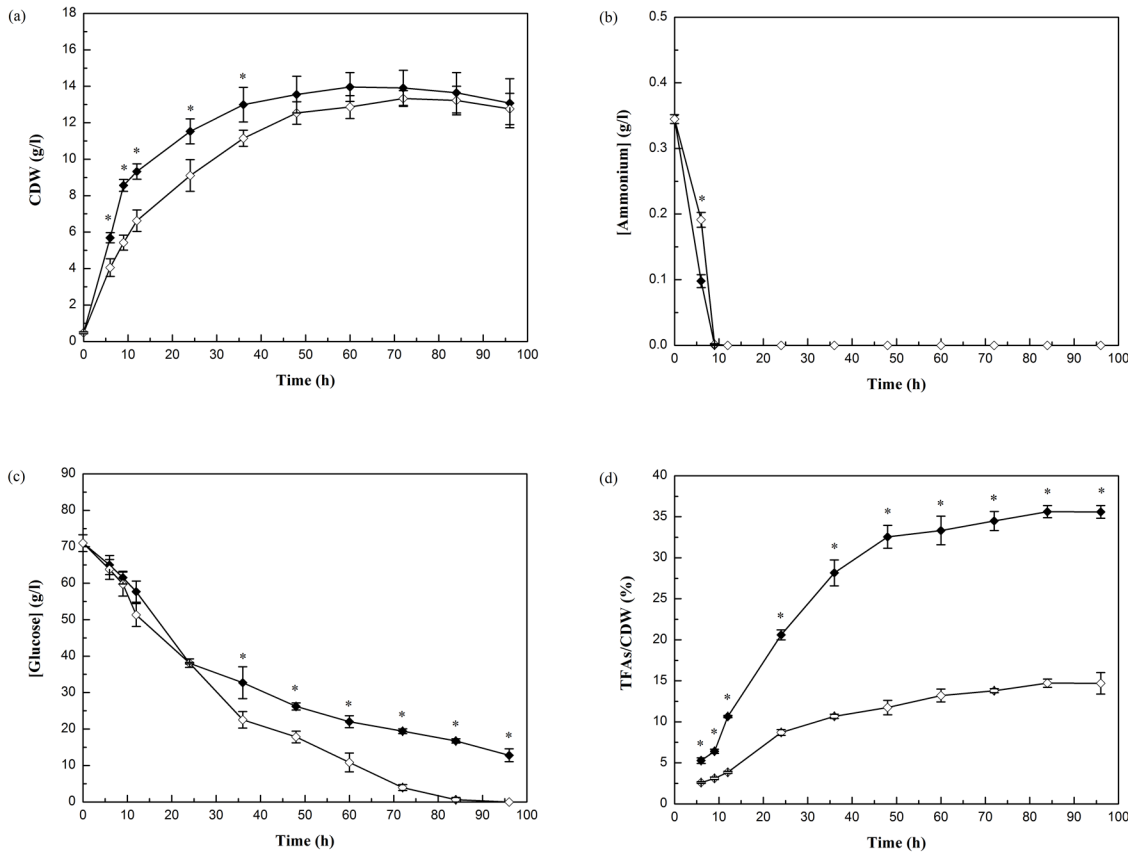 (a)
18
16
14
12
10
8
6
4
2
0
CDW (g/l)
* * * * *
0 10 20 30 40 50 60 70 80 90 100
Time (h)
(b)
0.5
0.4
0.3
0.2
0.1
0.0
[Ammonium] (g/l)
*
0 10 20 30 40 50 60 70 80 90 100
Time (h)
(c)
90
80
70
60
50
40
30
20
10
0
[Glucose] (g/l)
* * * * * *
0 10 20 30 40 50 60 70 80 90 100
Time (h)
(d)
40
35
30
25
20
15
10
5
0
TFAs/CDW (%)
* * * * * * * * * *
0 10 20 30 40 50 60 70 80 90 100
Time (h)